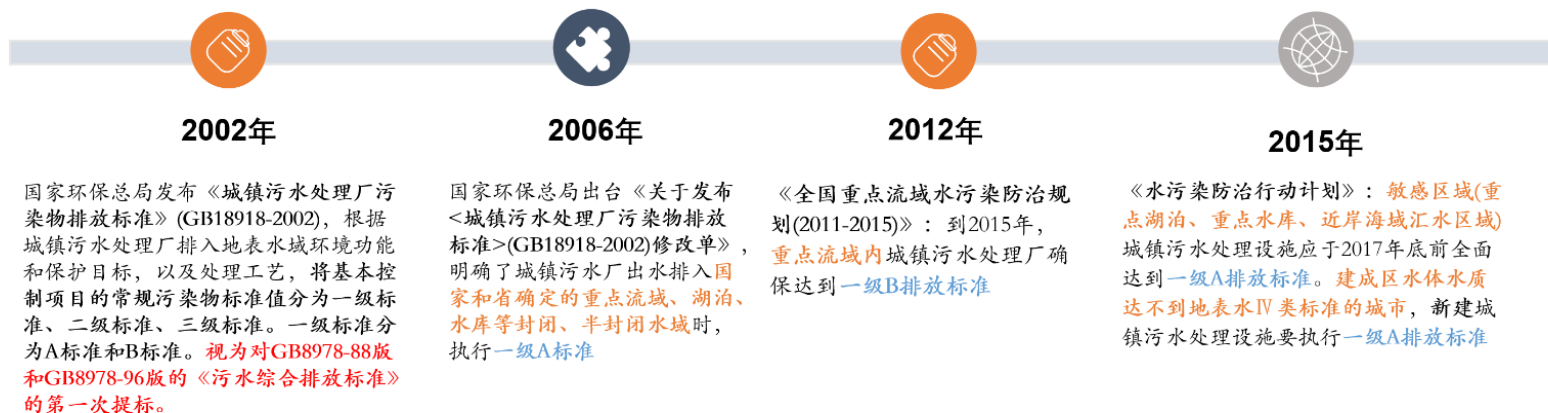 2002年
国家环保总局发布《城镇污水处理厂污
染物排放标准》(GB18918-2002)，根据
城镇污水处理厂排入地表水域环境功能
和保护目标，以及处理工艺，将基本控
制项目的常规污染物标准值分为一级标
准、二级标准、三级标准。一级标准分
为A标准和B标准。视为对GB8978-88版
和GB8978-96版的《污水综合排放标准》
的第一次提标。
2006年
国家环保总局出台《关于发布
<城镇污水处理厂污染物排放
标准>(GB18918-2002)修改单》，
明确了城镇污水厂出水排入国
家和省确定的重点流域、湖泊、
水库等封闭、半封闭水域时，
执行一级A标准
2012年
《全国重点流域水污染防治规
划(2011-2015)》：到2015年，
重点流域内城镇污水处理厂确
保达到一级B排放标准
2015年
《水污染防治行动计划》：敏感区域(重
点湖泊、重点水库、近岸海域汇水区域)
城镇污水处理设施应于2017年底前全面
达到一级A排放标准。建成区水体水质
达不到地表水Ⅳ类标准的城市，新建城
镇污水处理设施要执行一级A排放标准